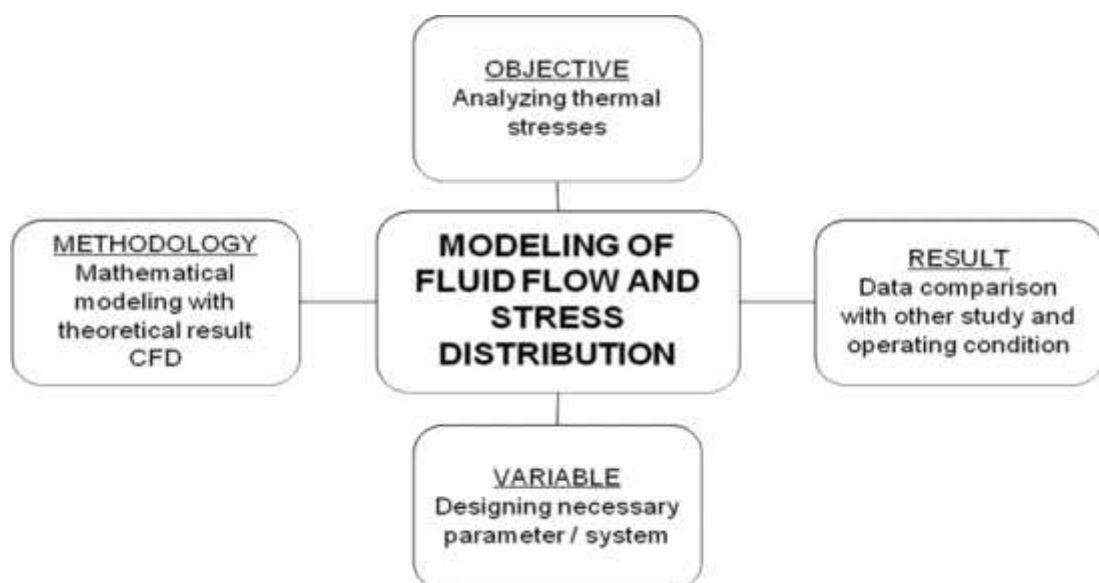 OBJECTIVE
Analyzing thermal
stresses
METHODOLOGY
Mathematical
modeling with
theoretical result
CFD
MODELING OF
FLUID FLOW AND
STRESS
DISTRIBUTION
RESULT
Data comparison
with other study and
operating condition
VARIABLE
Designing necessary
parameter / system